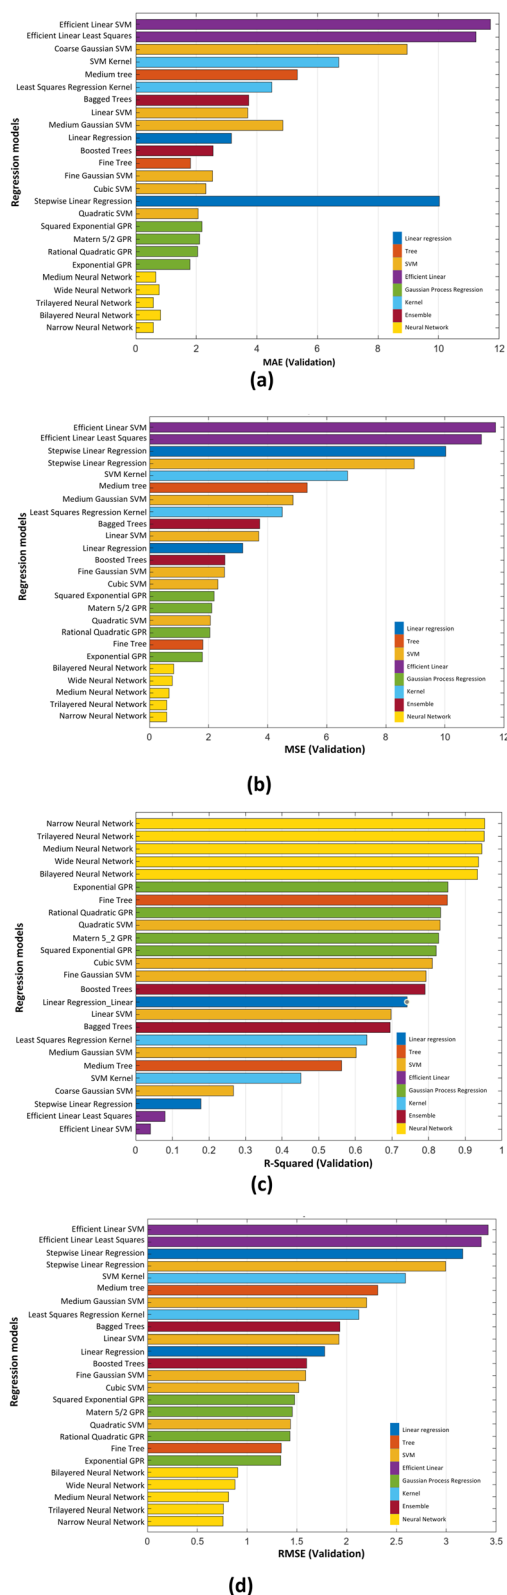 Regression models
Efficient Linear SVM
Efficient Linear Least Squares
Coarse Gaussian SVM
SVM Kernel
Medium tree
Least Squares Regression Kernel
Bagged Trees
Linear SVM
Medium Gaussian SVM
Linear Regression
Boosted Trees
Fine Tree
Fine Gaussian SVM
Cubic SVM
Stepwise Linear Regression
Quadratic SVM
Squared Exponential GPR
Matern 5/2 GPR
Rational Quadratic GPR
Exponential GPR
Medium Neural Network
Wide Neural Network
Trilayered Neural Network
Bilayered Neural Network
Narrow Neural Network
Linear regression
Tree
SVM
Efficient Linear
Gaussian Process Regression
Kernel
Ensemble
Neural Network
0 2 4 6 8 10 12
MAE (Validation)
(a)
Regression models
Efficient Linear SVM
Efficient Linear Least Squares
Stepwise Linear Regression
Stepwise Linear Regression
SVM Kernel
Medium tree
Medium Gaussian SVM
Least Squares Regression Kernel
Bagged Trees
Linear SVM
Linear Regression
Boosted Trees
Fine Gaussian SVM
Cubic SVM
Squared Exponential GPR
Matern 5/2 GPR
Quadratic SVM
Rational Quadratic GPR
Fine Tree
Exponential GPR
Bilayered Neural Network
Wide Neural Network
Medium Neural Network
Trilayered Neural Network
Narrow Neural Network
Linear regression
Tree
SVM
Efficient Linear
Gaussian Process Regression
Kernel
Ensemble
Neural Network
0 2 4 6 8 10 12
MSE (Validation)
(b)
Regression models
Narrow Neural Network
Trilayered Neural Network
Medium Neural Network
Wide Neural Network
Bilayered Neural Network
Exponential GPR
Fine Tree
Rational Quadratic GPR
Quadratic SVM
Matern 5_2 GPR
Squared Exponential GPR
Cubic SVM
Fine Gaussian SVM
Boosted Trees
Linear Regression_Linear
Linear SVM
Bagged Trees
Least Squares Regression Kernel
Medium Gaussian SVM
Medium Tree
SVM Kernel
Coarse Gaussian SVM
Stepwise Linear Regression
Efficient Linear Least Squares
Efficient Linear SVM
Linear regression
Tree
SVM
Efficient Linear
Gaussian Process Regression
Kernel
Ensemble
Neural Network
0 0.1 0.2 0.3 0.4 0.5 0.6 0.7 0.8 0.9 1
R-Squared (Validation)
(c)
Regression models
Efficient Linear SVM
Efficient Linear Least Squares
Stepwise Linear Regression
Stepwise Linear Regression
SVM Kernel
Medium tree
Medium Gaussian SVM
Least Squares Regression Kernel
Bagged Trees
Linear SVM
Linear Regression
Boosted Trees
Fine Gaussian SVM
Cubic SVM
Squared Exponential GPR
Matern 5/2 GPR
Quadratic SVM
Rational Quadratic GPR
Fine Tree
Exponential GPR
Bilayered Neural Network
Wide Neural Network
Medium Neural Network
Trilayered Neural Network
Narrow Neural Network
Linear regression
Tree
SVM
Efficient Linear
Gaussian Process Regression
Kernel
Ensemble
Neural Network
0 0.5 1 1.5 2 2.5 3 3.5
RMSE (Validation)
(d)